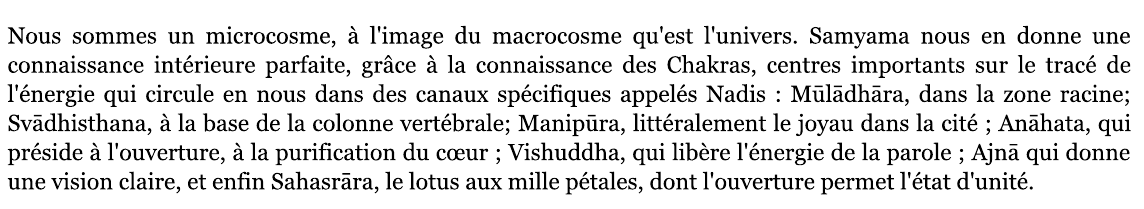 Nous sommes un microcosme, à l'image du macrocosme qu'est l'univers. Samyama nous en donne une
connaissance intérieure parfaite, grâce à la connaissance des Chakras, centres importants sur le tracé de
l'énergie qui circule en nous dans des canaux spécifiques appelés Nadis : Mūlādhāra, dans la zone racine;
Svādhisthana, à la base de la colonne vertébrale; Manipūra, littéralement le joyau dans la cité ; Anāhata, qui
préside à l'ouverture, à la purification du cœur ; Vishuddha, qui libère l'énergie de la parole ; Ajnā qui donne
une vision claire, et enfin Sahasrāra, le lotus aux mille pétales, dont l'ouverture permet l'état d'unité.